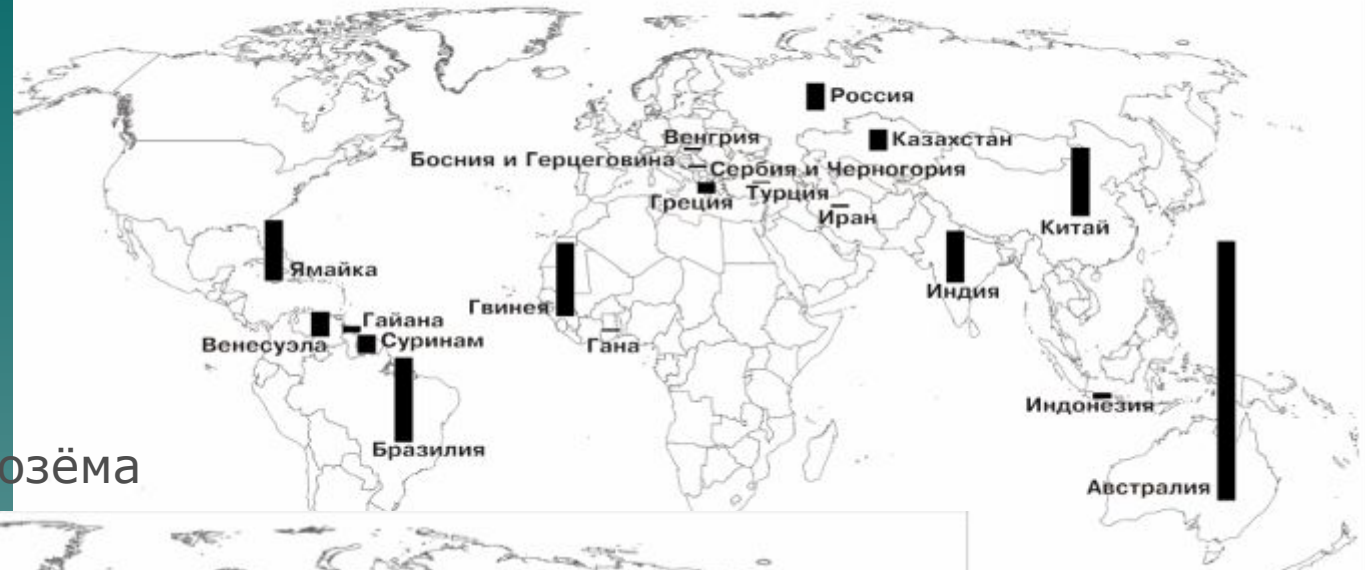 Россия
Венгрия
Казахстан
Босния и Герцеговина
Сербия и Черногория
Турция
Греция
Иран
Китай
Ямайка
Индия
Гвинея
Гайана
Венесуэла
Суринам
Гана
Индонезия
Бразилия
озёма
Австралия